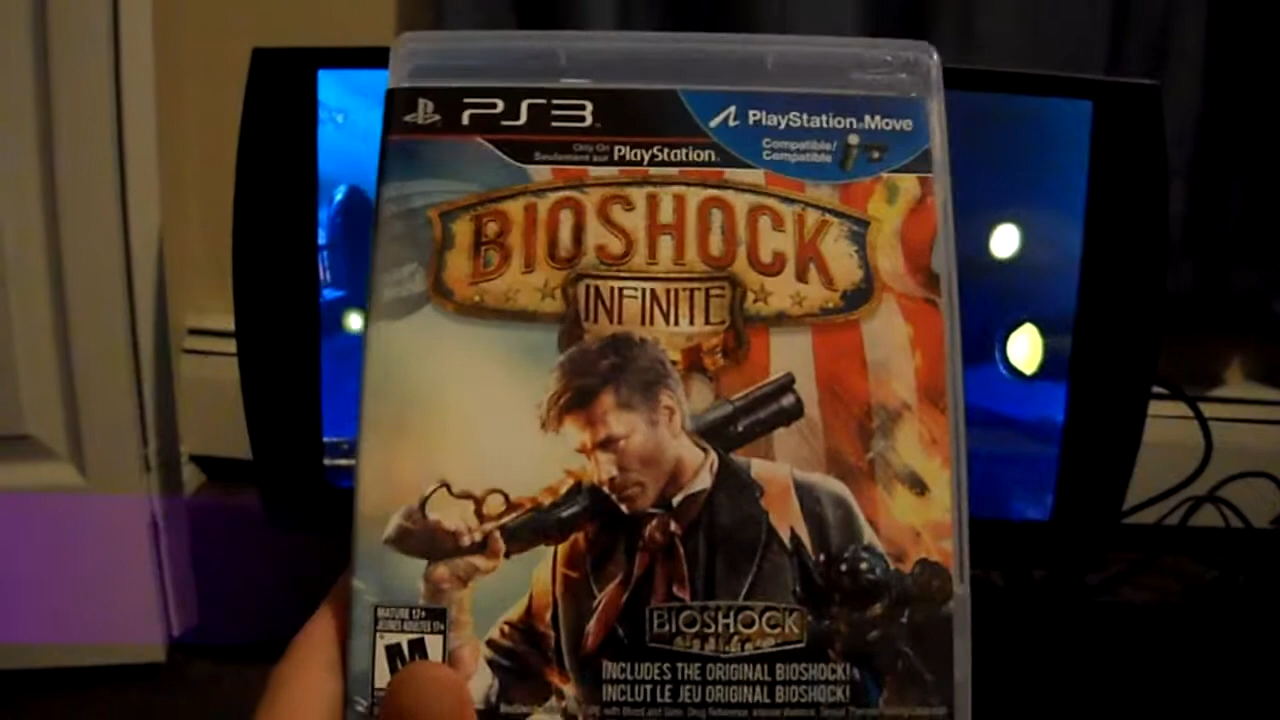 PS3
PlayStation®Move
Only On
Seulement sur PlayStation®
Compatible/
Compatible
BIOSHOCK
INFINITE
MATURE 17+
JEUNES ADULTES 17+
M
BIOSHOCK
INCLUDES THE ORIGINAL BIOSHOCK!
INCLUT LE JEU ORIGINAL BIOSHOCK!